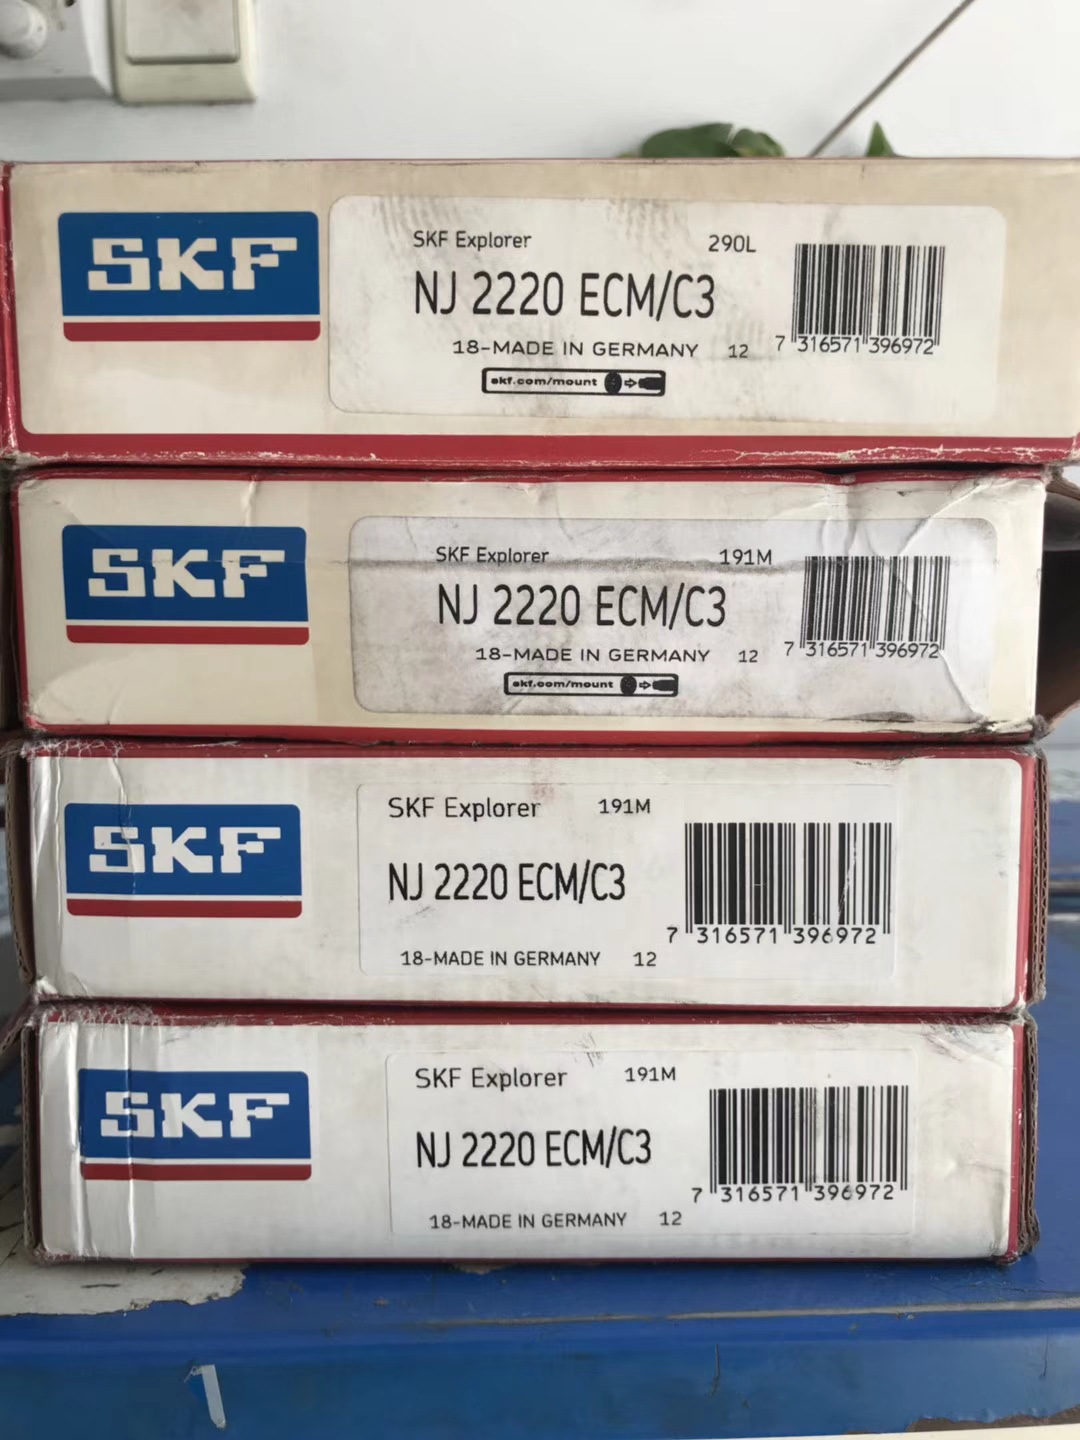 SKF
SKF Explorer 290L
NJ 2220 ECM/C3
18-MADE IN GERMANY 12
7 316571 396972
skf.com/mount
SKF
SKF Explorer 191M
NJ 2220 ECM/C3
18-MADE IN GERMANY 12
7 316571 396972
skf.com/mount
SKF
SKF Explorer 191M
NJ 2220 ECM/C3
7 316571 396972
18-MADE IN GERMANY 12
SKF
SKF Explorer 191M
NJ 2220 ECM/C3
7 316571 396972
18-MADE IN GERMANY 12